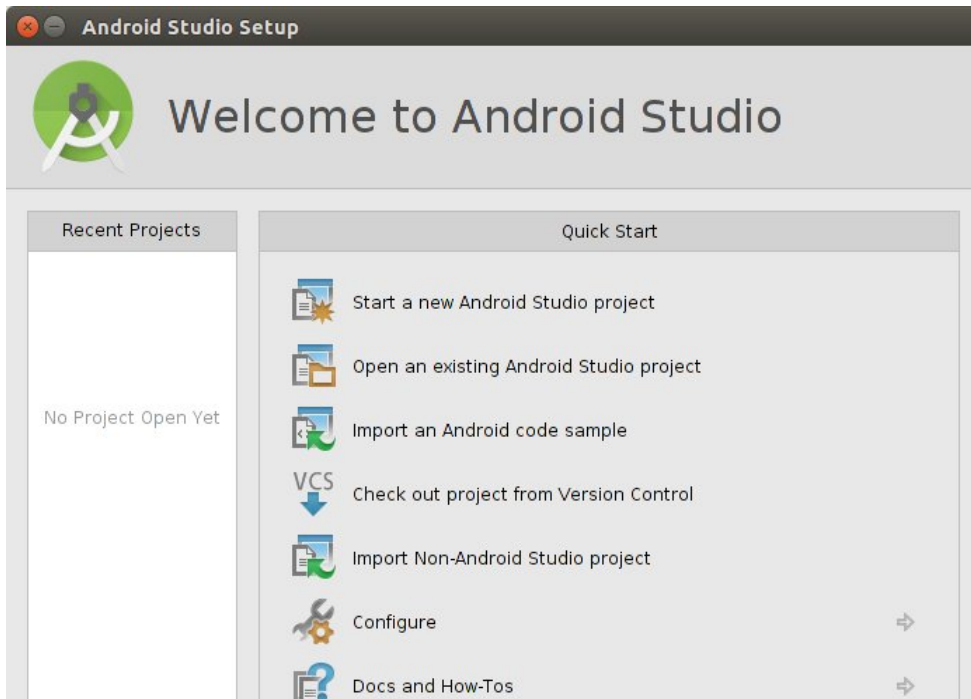 Android Studio Setup
Welcome to Android Studio
Recent Projects
No Project Open Yet
Quick Start
Start a new Android Studio project
Open an existing Android Studio project
Import an Android code sample
VCS
Check out project from Version Control
Import Non-Android Studio project
Configure
Docs and How-Tos